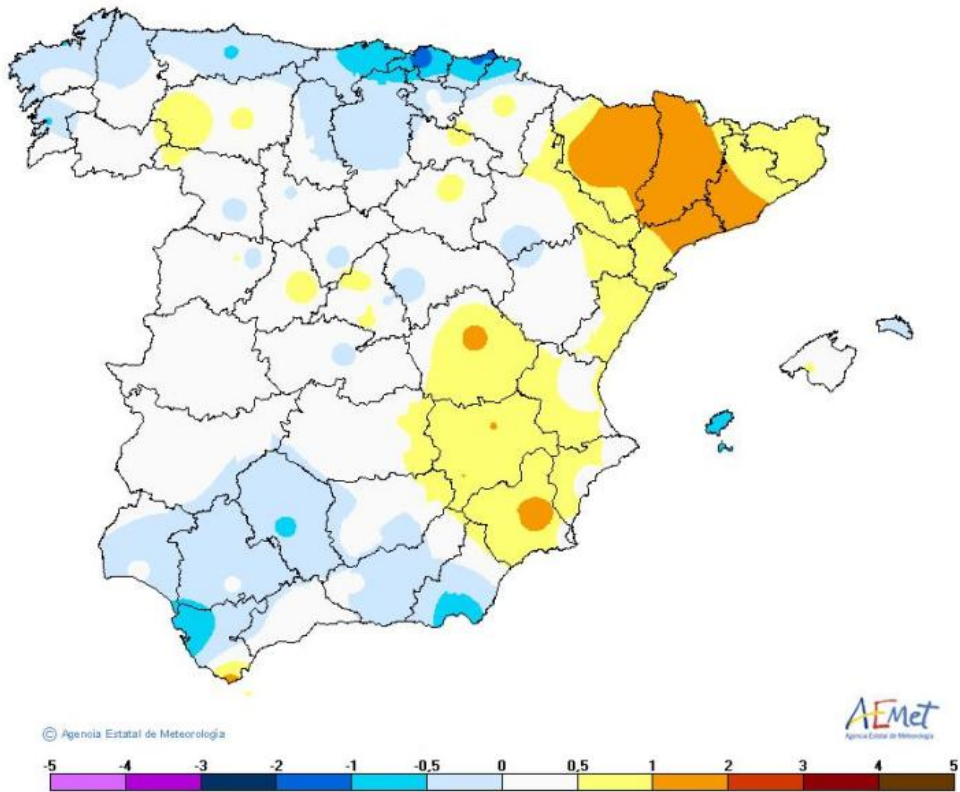 © Agencia Estatal de Meteorología
AEMet
Agencia Estatal de Meteorología
-5 -4 -3 -2 -1 -0,5 0 0,5 1 2 3 4 5